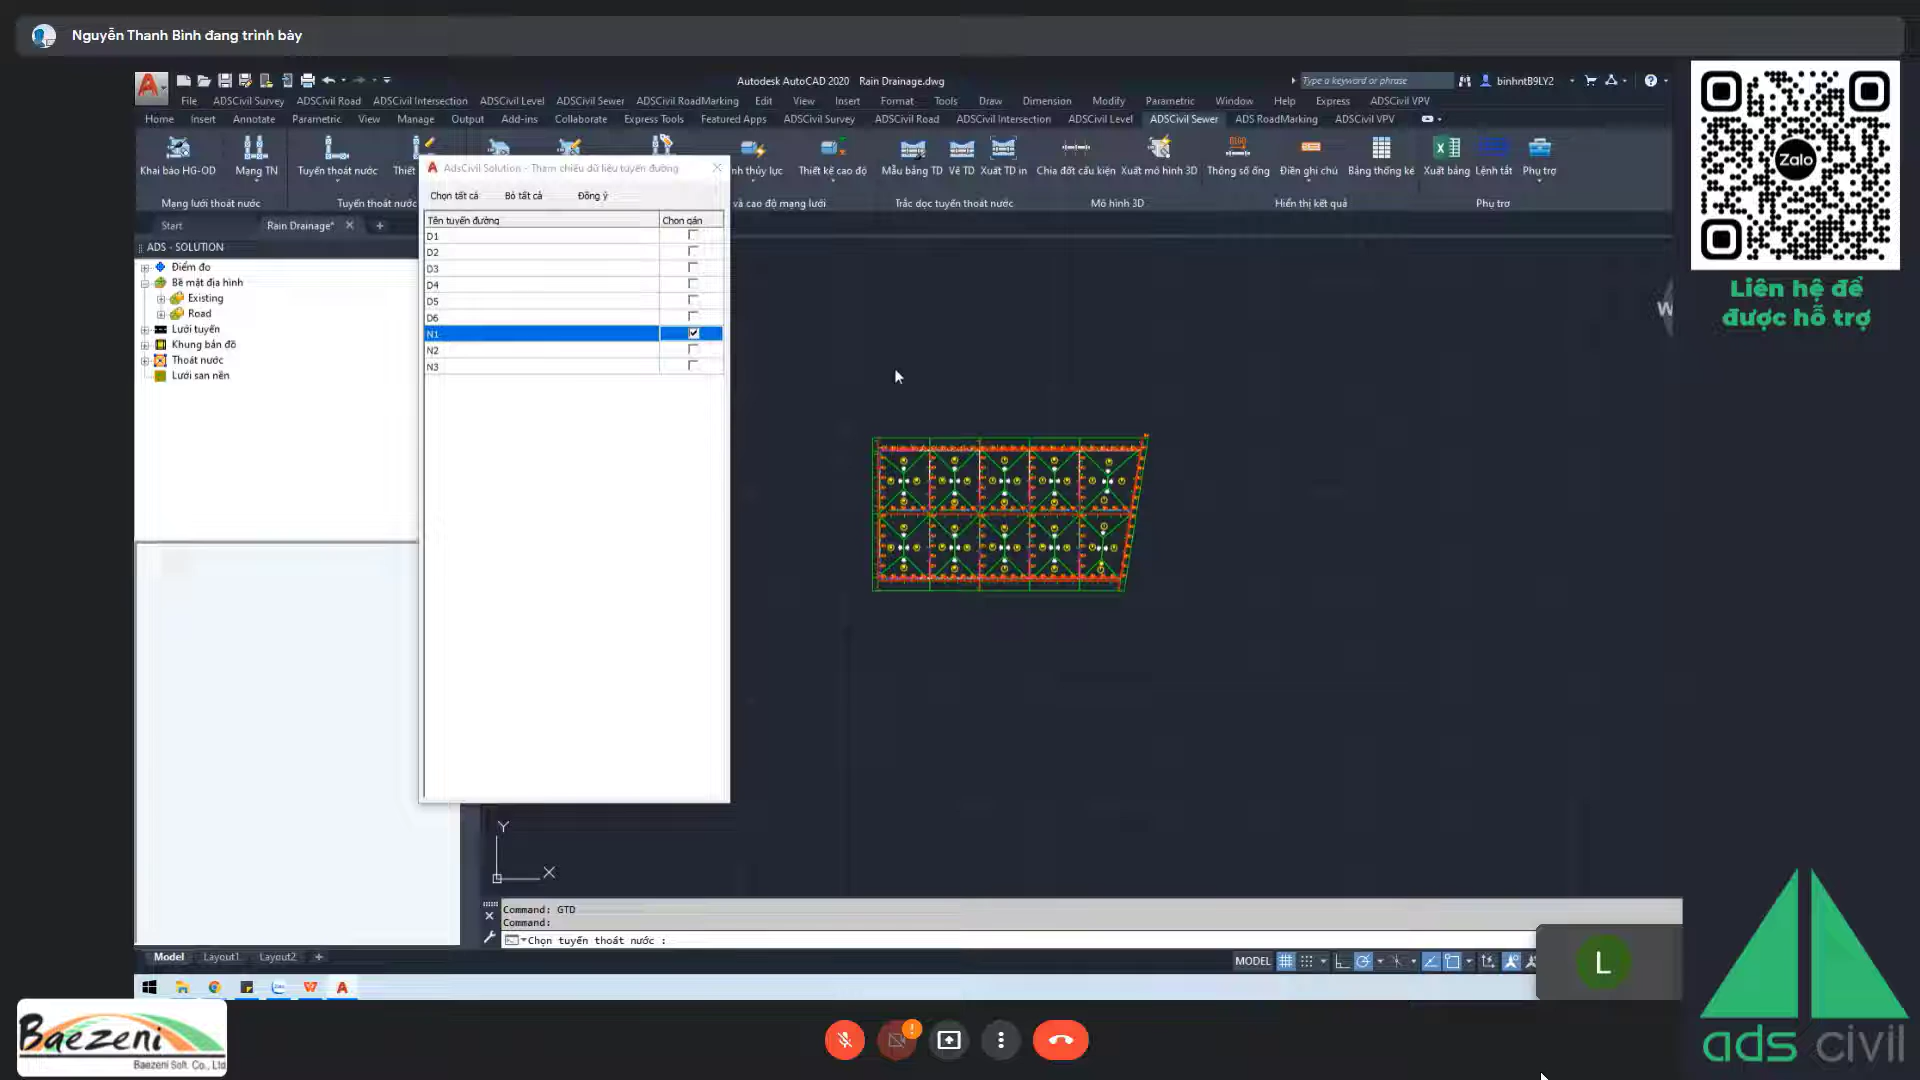 Nguyễn Thanh Bình đang trình bày
Autodesk AutoCAD 2020 Rain Drainage.dwg
Type a keyword or phrase
binhntB9LY2
File ADSCivil Survey ADSCivil Road ADSCivil Intersection ADSCivil Level ADSCivil Sewer ADSCivil RoadMarking Edit View Insert Format Tools Draw Dimension Modify Parametric Window Help Express ADSCivil VPV
Home Insert Annotate Parametric View Manage Output Add-ins Collaborate Express Tools Featured Apps ADSCivil Survey ADSCivil Road ADSCivil Intersection ADSCivil Level ADSCivil Sewer ADS RoadMarking ADSCivil VPV
Khai báo HG-OD Mạng TN Tuyến thoát nước Thiết nh thủy lực Thiết kế cao độ Mẫu bảng TD Vẽ TD Xuất TD in Chia đốt cấu kiện Xuất mô hình 3D Thông số ống Điền ghi chú Bảng thống kê Xuất bảng Lệnh tắt Phụ trợ
Mạng lưới thoát nước Tuyến thoát nước và cao độ mạng lưới Trắc dọc tuyến thoát nước Mô hình 3D Hiển thị kết quả Phụ trợ
Start Rain Drainage*
ADS - SOLUTION
Điểm đo
Bề mặt địa hình
Existing
Road
Lưới tuyến
Khung bản đồ
Thoát nước
Lưới san nền
AdsCivil Solution - Tham chiếu dữ liệu tuyến đường
Chọn tất cả Bỏ tất cả Đồng ý
Tên tuyến đường Chọn gán
D1
D2
D3
D4
D5
D6
N1
N2
N3
W
Y
X
Command: GTD
Command:
Chọn tuyến thoát nước :
Model Layout1 Layout2
MODEL
Zalo
Liên hệ để
được hỗ trợ
L
Baezeni
Baezeni Soft. Co., Ltd
ads civil